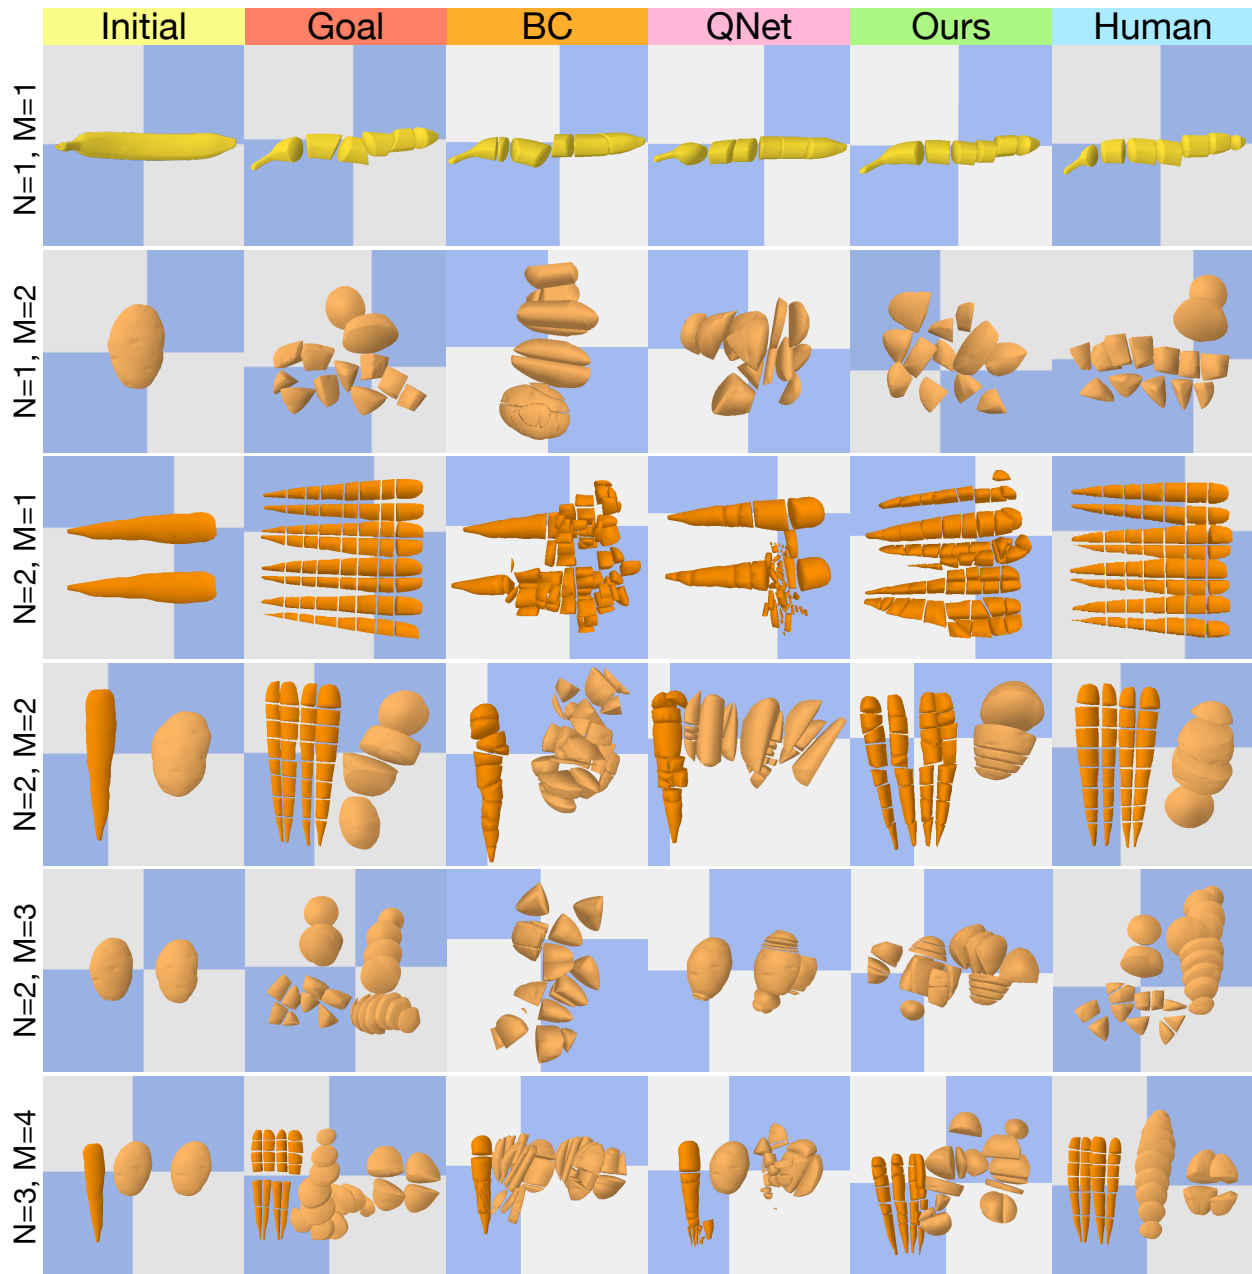 Initial Goal BC QNet Ours Human
N=1, M=1
N=1, M=2
N=2, M=1
N=2, M=2
N=2, M=3
N=3, M=4